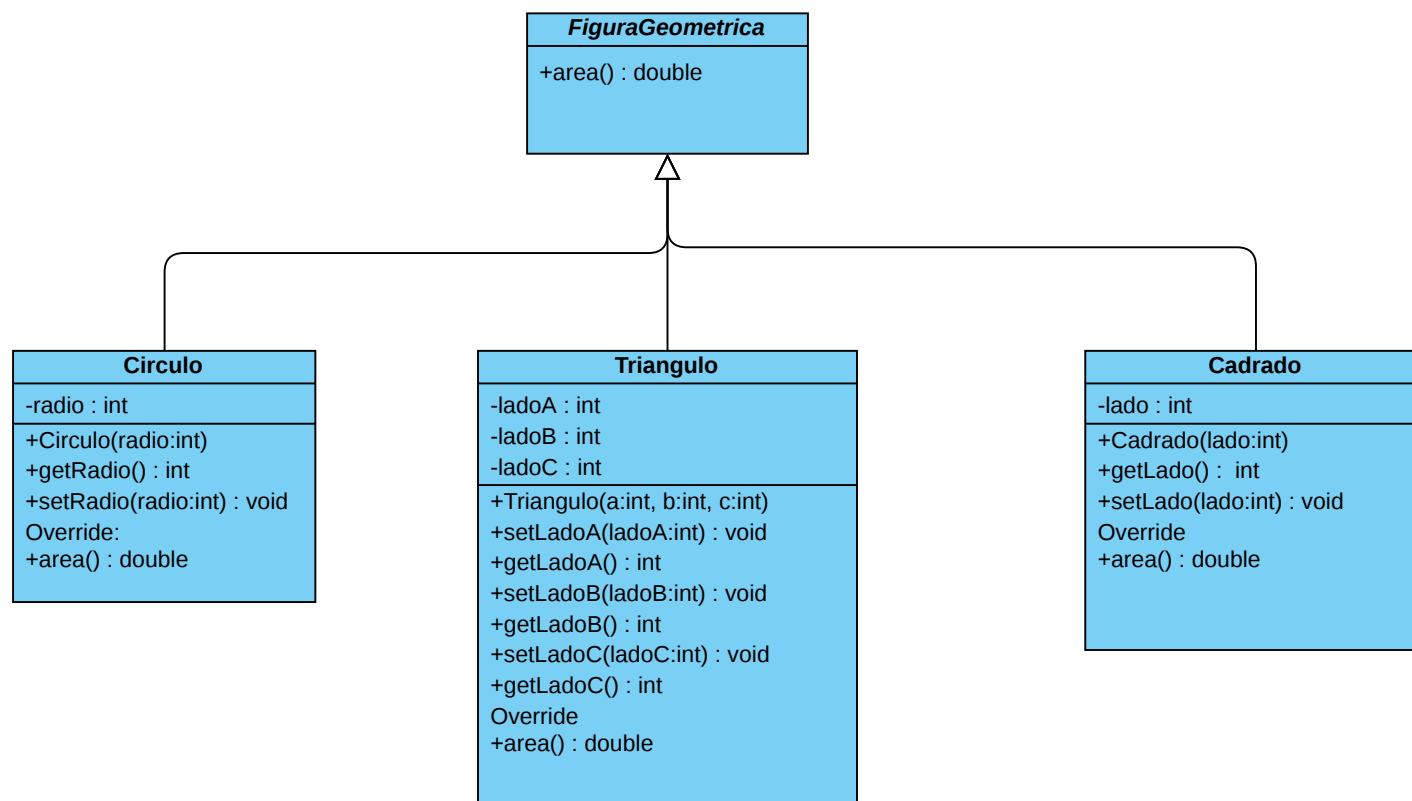 FiguraGeometrica
+area() : double
Circulo
-radio : int
+Circulo(radio:int)
+getRadio() : int
+setRadio(radio:int) : void
Override:
+area() : double
Triangulo
-ladoA : int
-ladoB : int
-ladoC : int
+Triangulo(a:int, b:int, c:int)
+setLadoA(ladoA:int) : void
+getLadoA() : int
+setLadoB(ladoB:int) : void
+getLadoB() : int
+setLadoC(ladoC:int) : void
+getLadoC() : int
Override
+area() : double
Cadrado
-lado : int
+Cadrado(lado:int)
+getLado() :  int
+setLado(lado:int) : void
Override
+area() : double